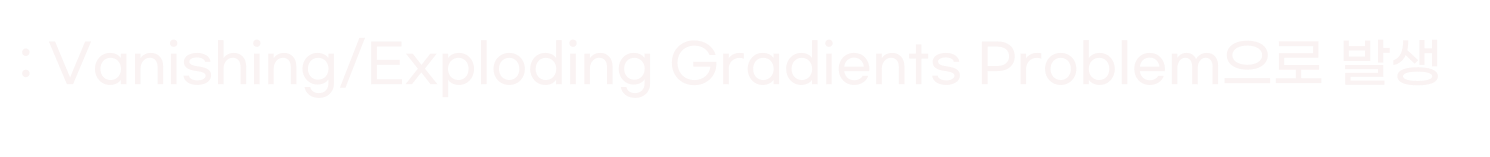 : Vanishing/Exploding Gradients Problem으로 발생